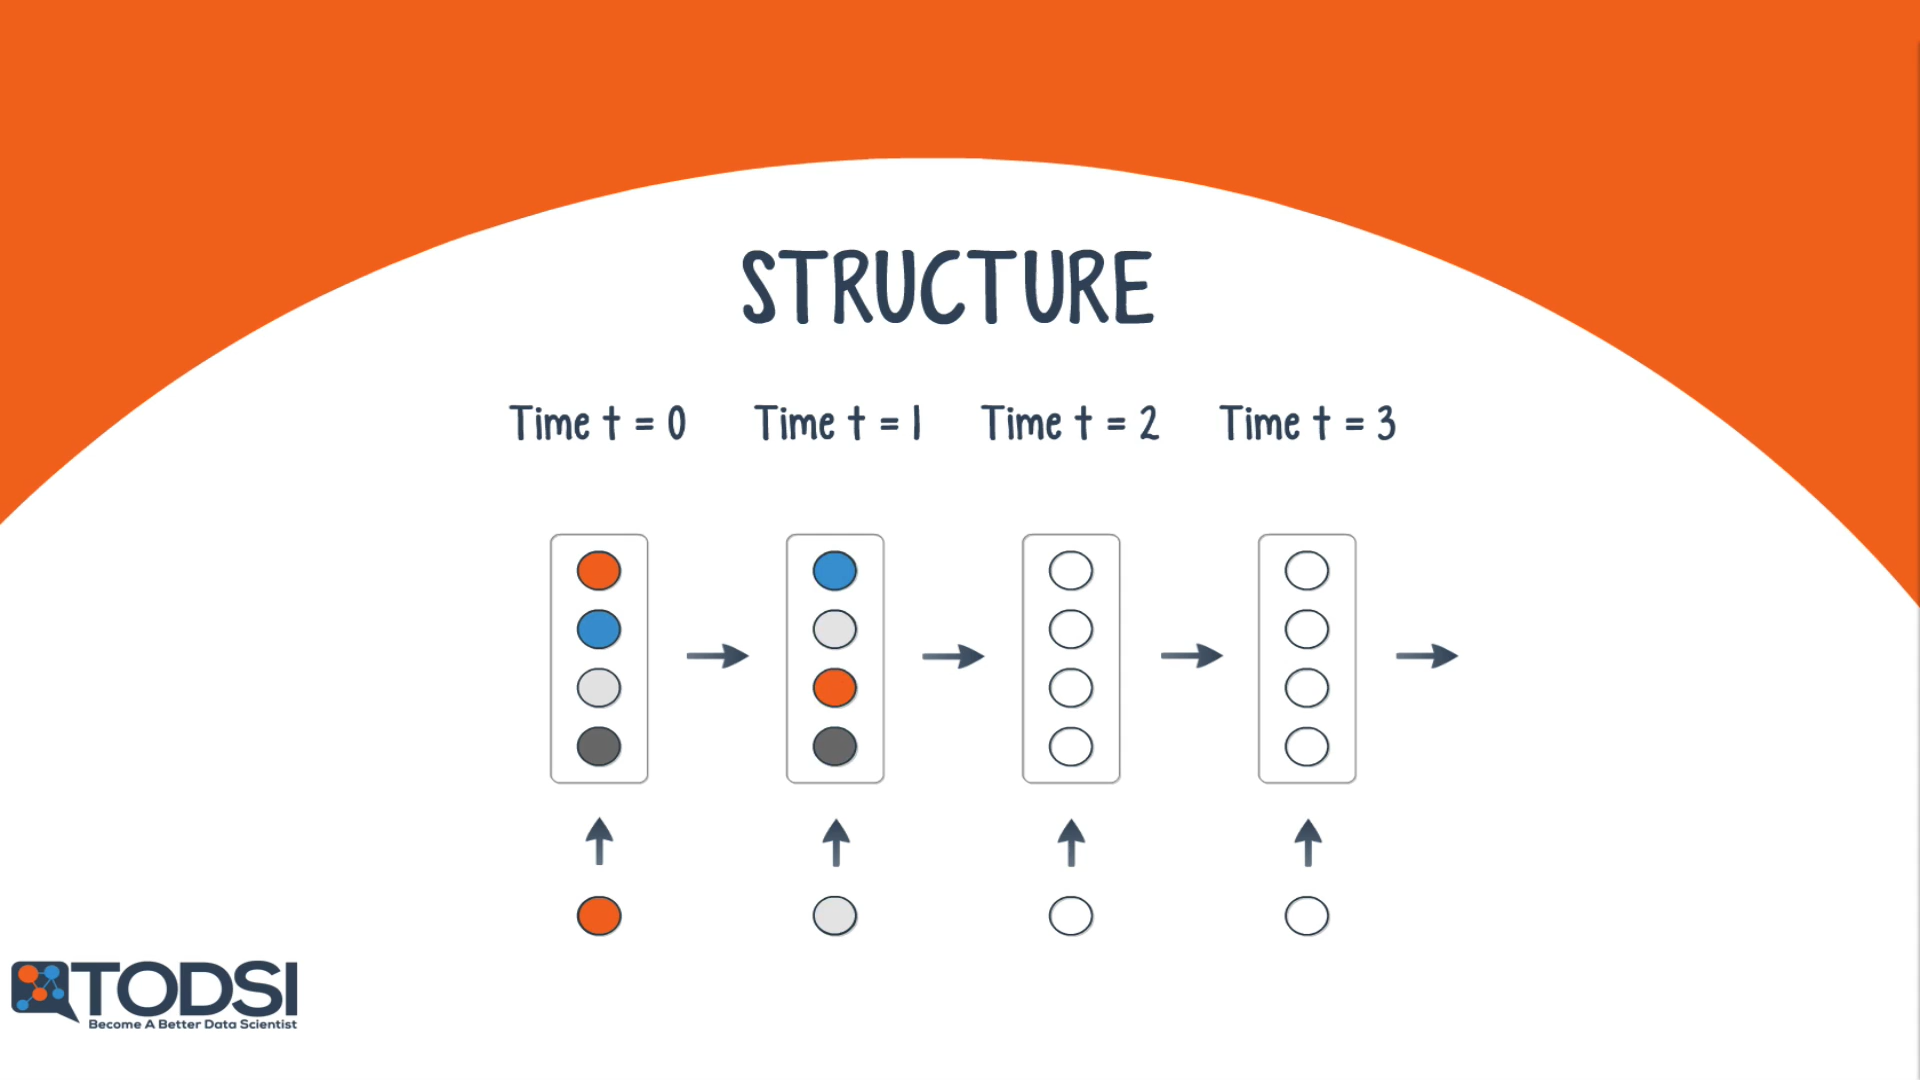 STRUCTURE
Time t = 0 Time t = 1 Time t = 2 Time t = 3
TODSI
Become A Better Data Scientist